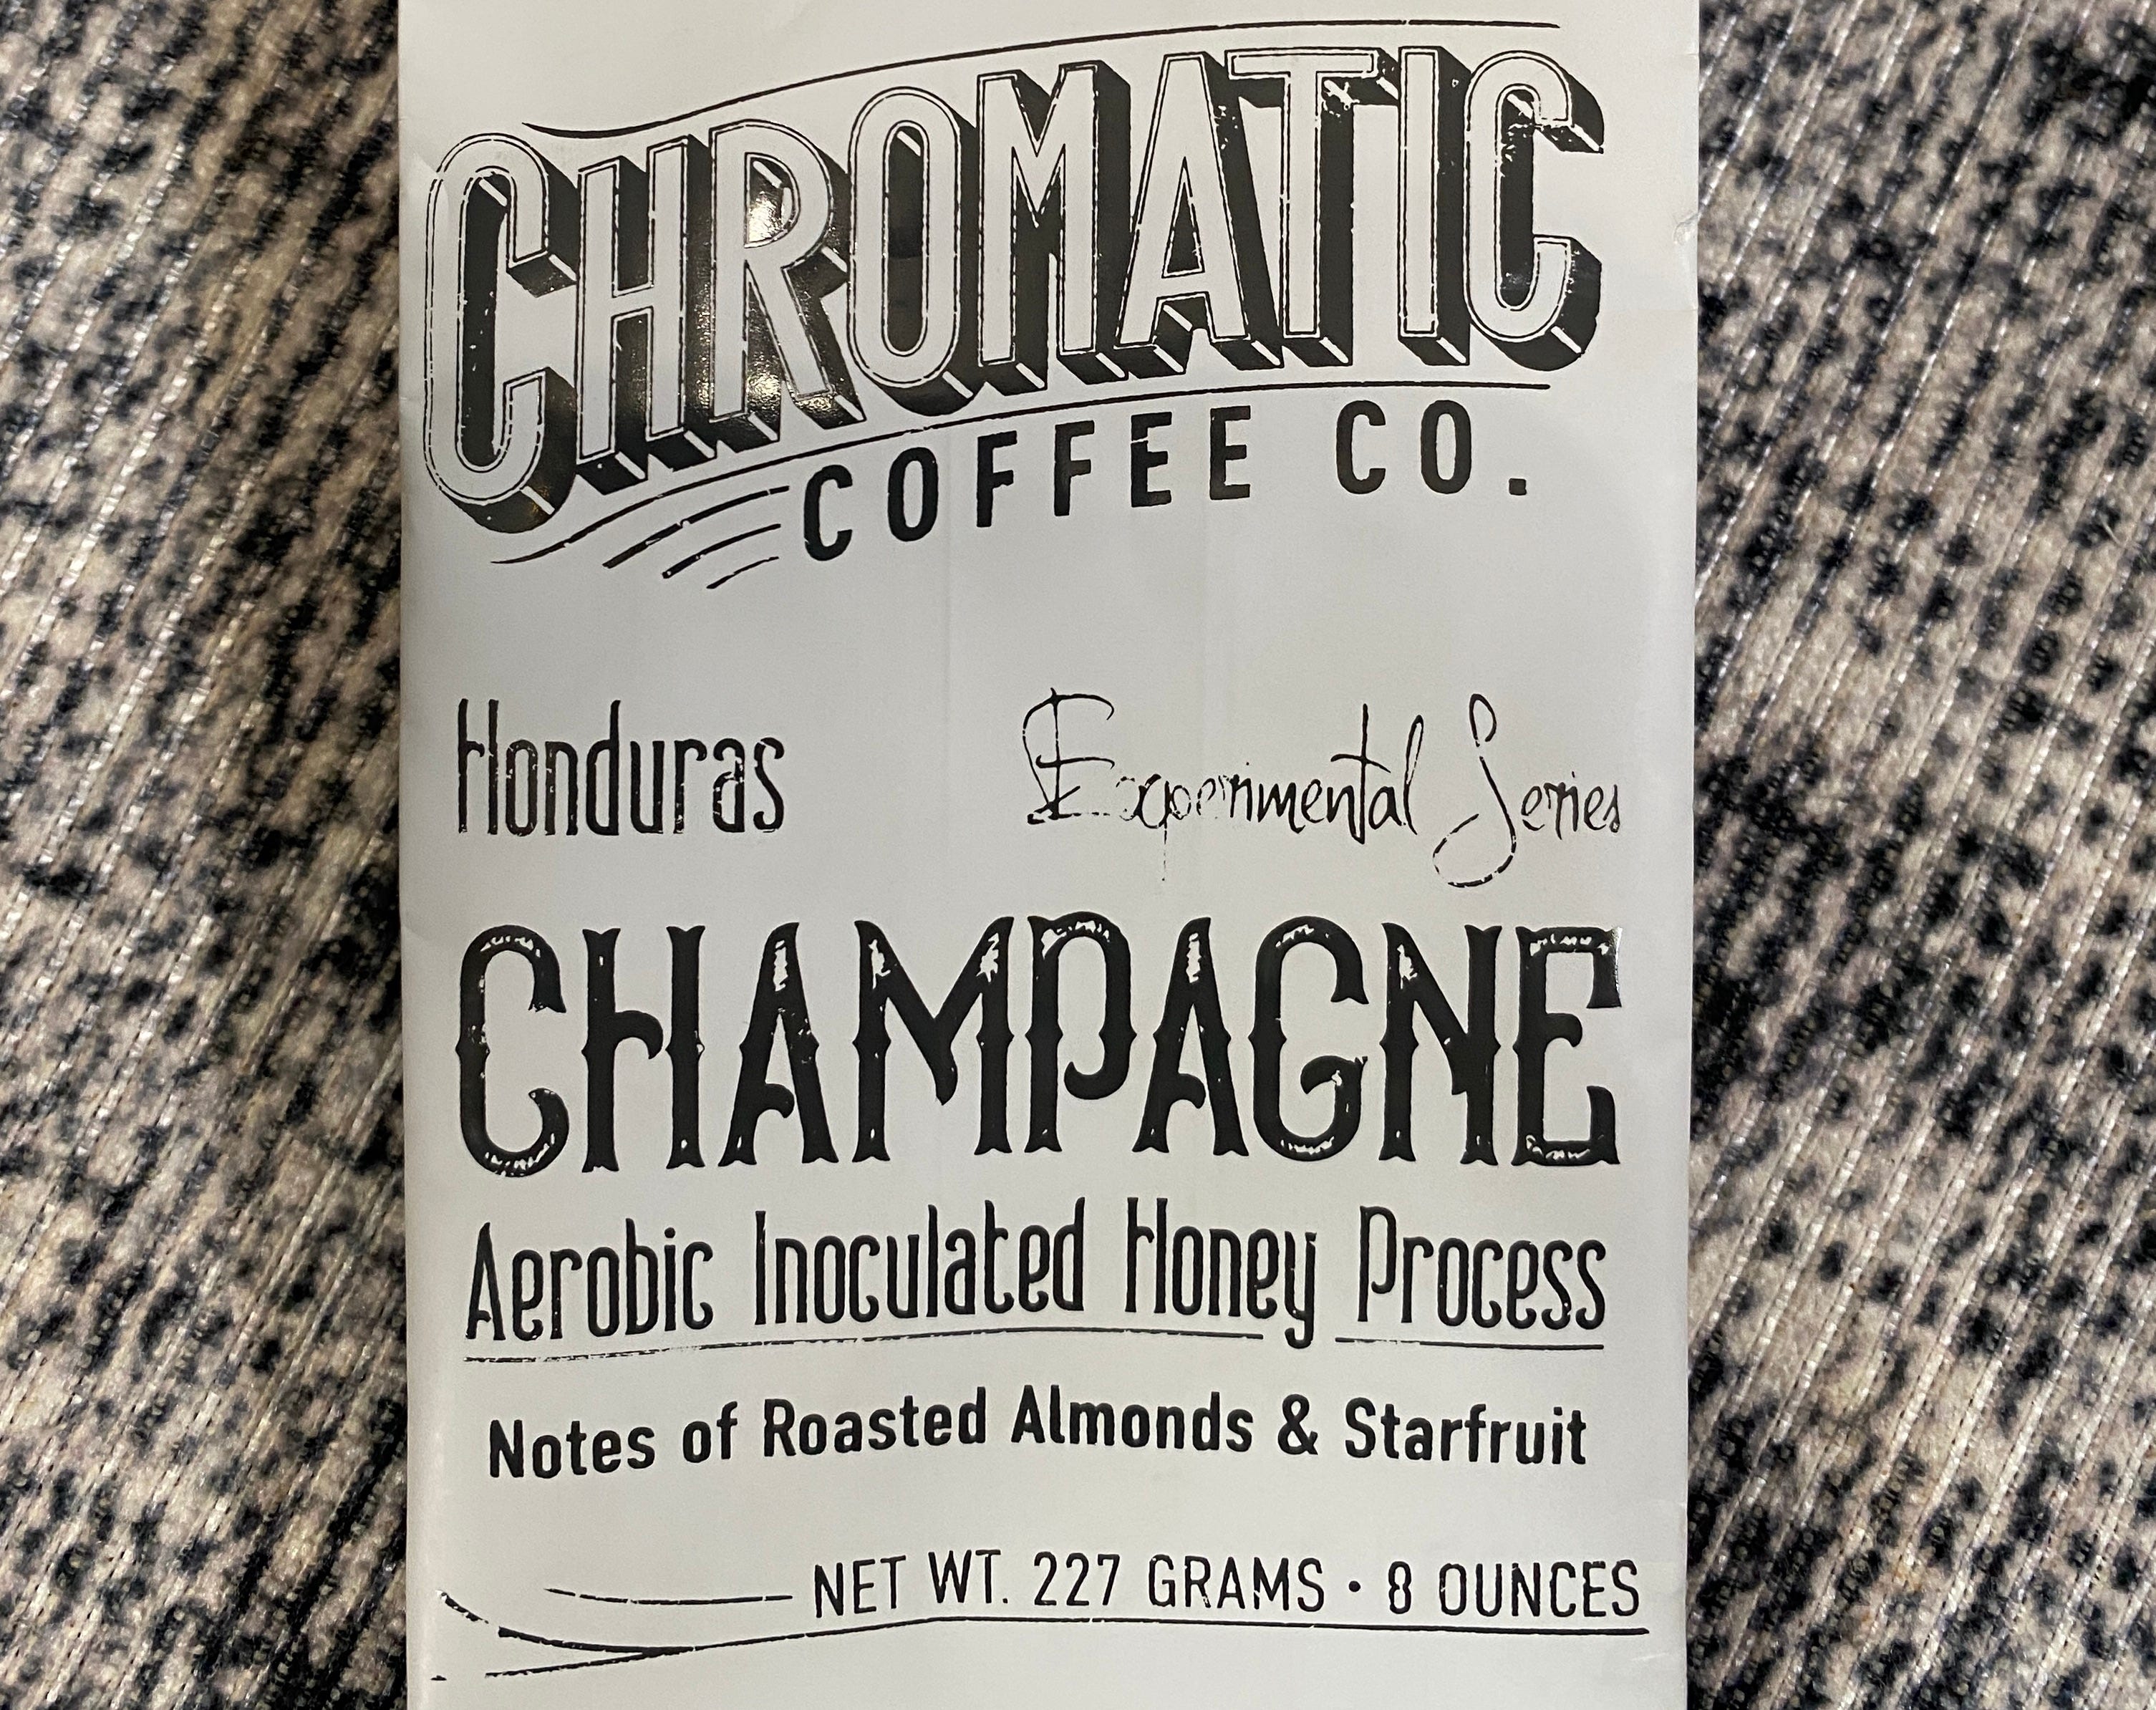 CHROMATIC
COFFEE CO.
Honduras
Experimental Series
CHAMPAGNE
Aerobic Inoculated Honey Process
Notes of Roasted Almonds & Starfruit
NET WT. 227 GRAMS • 8 OUNCES